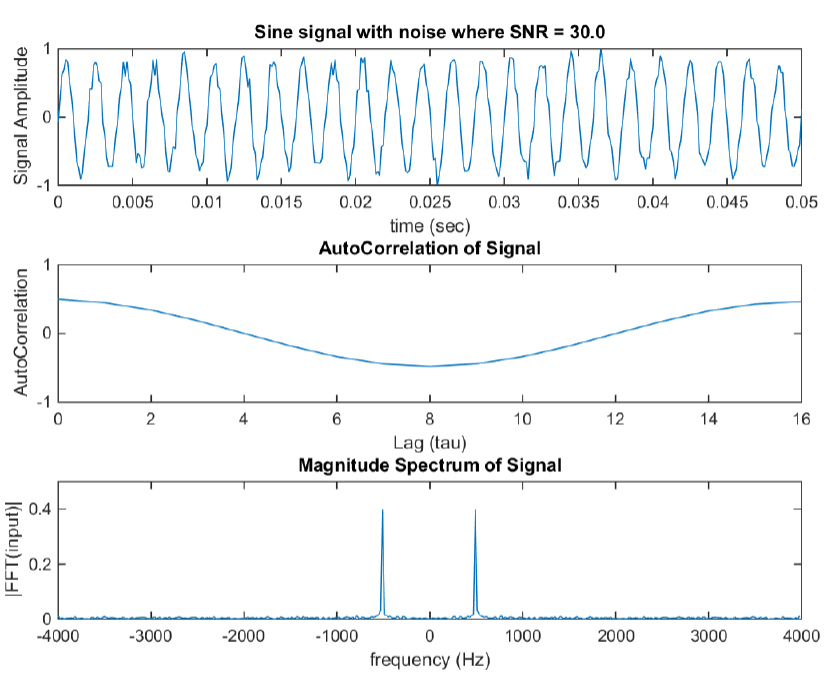 Sine signal with noise where SNR = 30.0
Signal Amplitude
1
0
-1
0 0.005 0.01 0.015 0.02 0.025 0.03 0.035 0.04 0.045 0.05
time (sec)
AutoCorrelation of Signal
AutoCorrelation
1
0
-1
0 2 4 6 8 10 12 14 16
Lag (tau)
Magnitude Spectrum of Signal
|FFT(input)|
0.4
0.2
0
-4000 -3000 -2000 -1000 0 1000 2000 3000 4000
frequency (Hz)